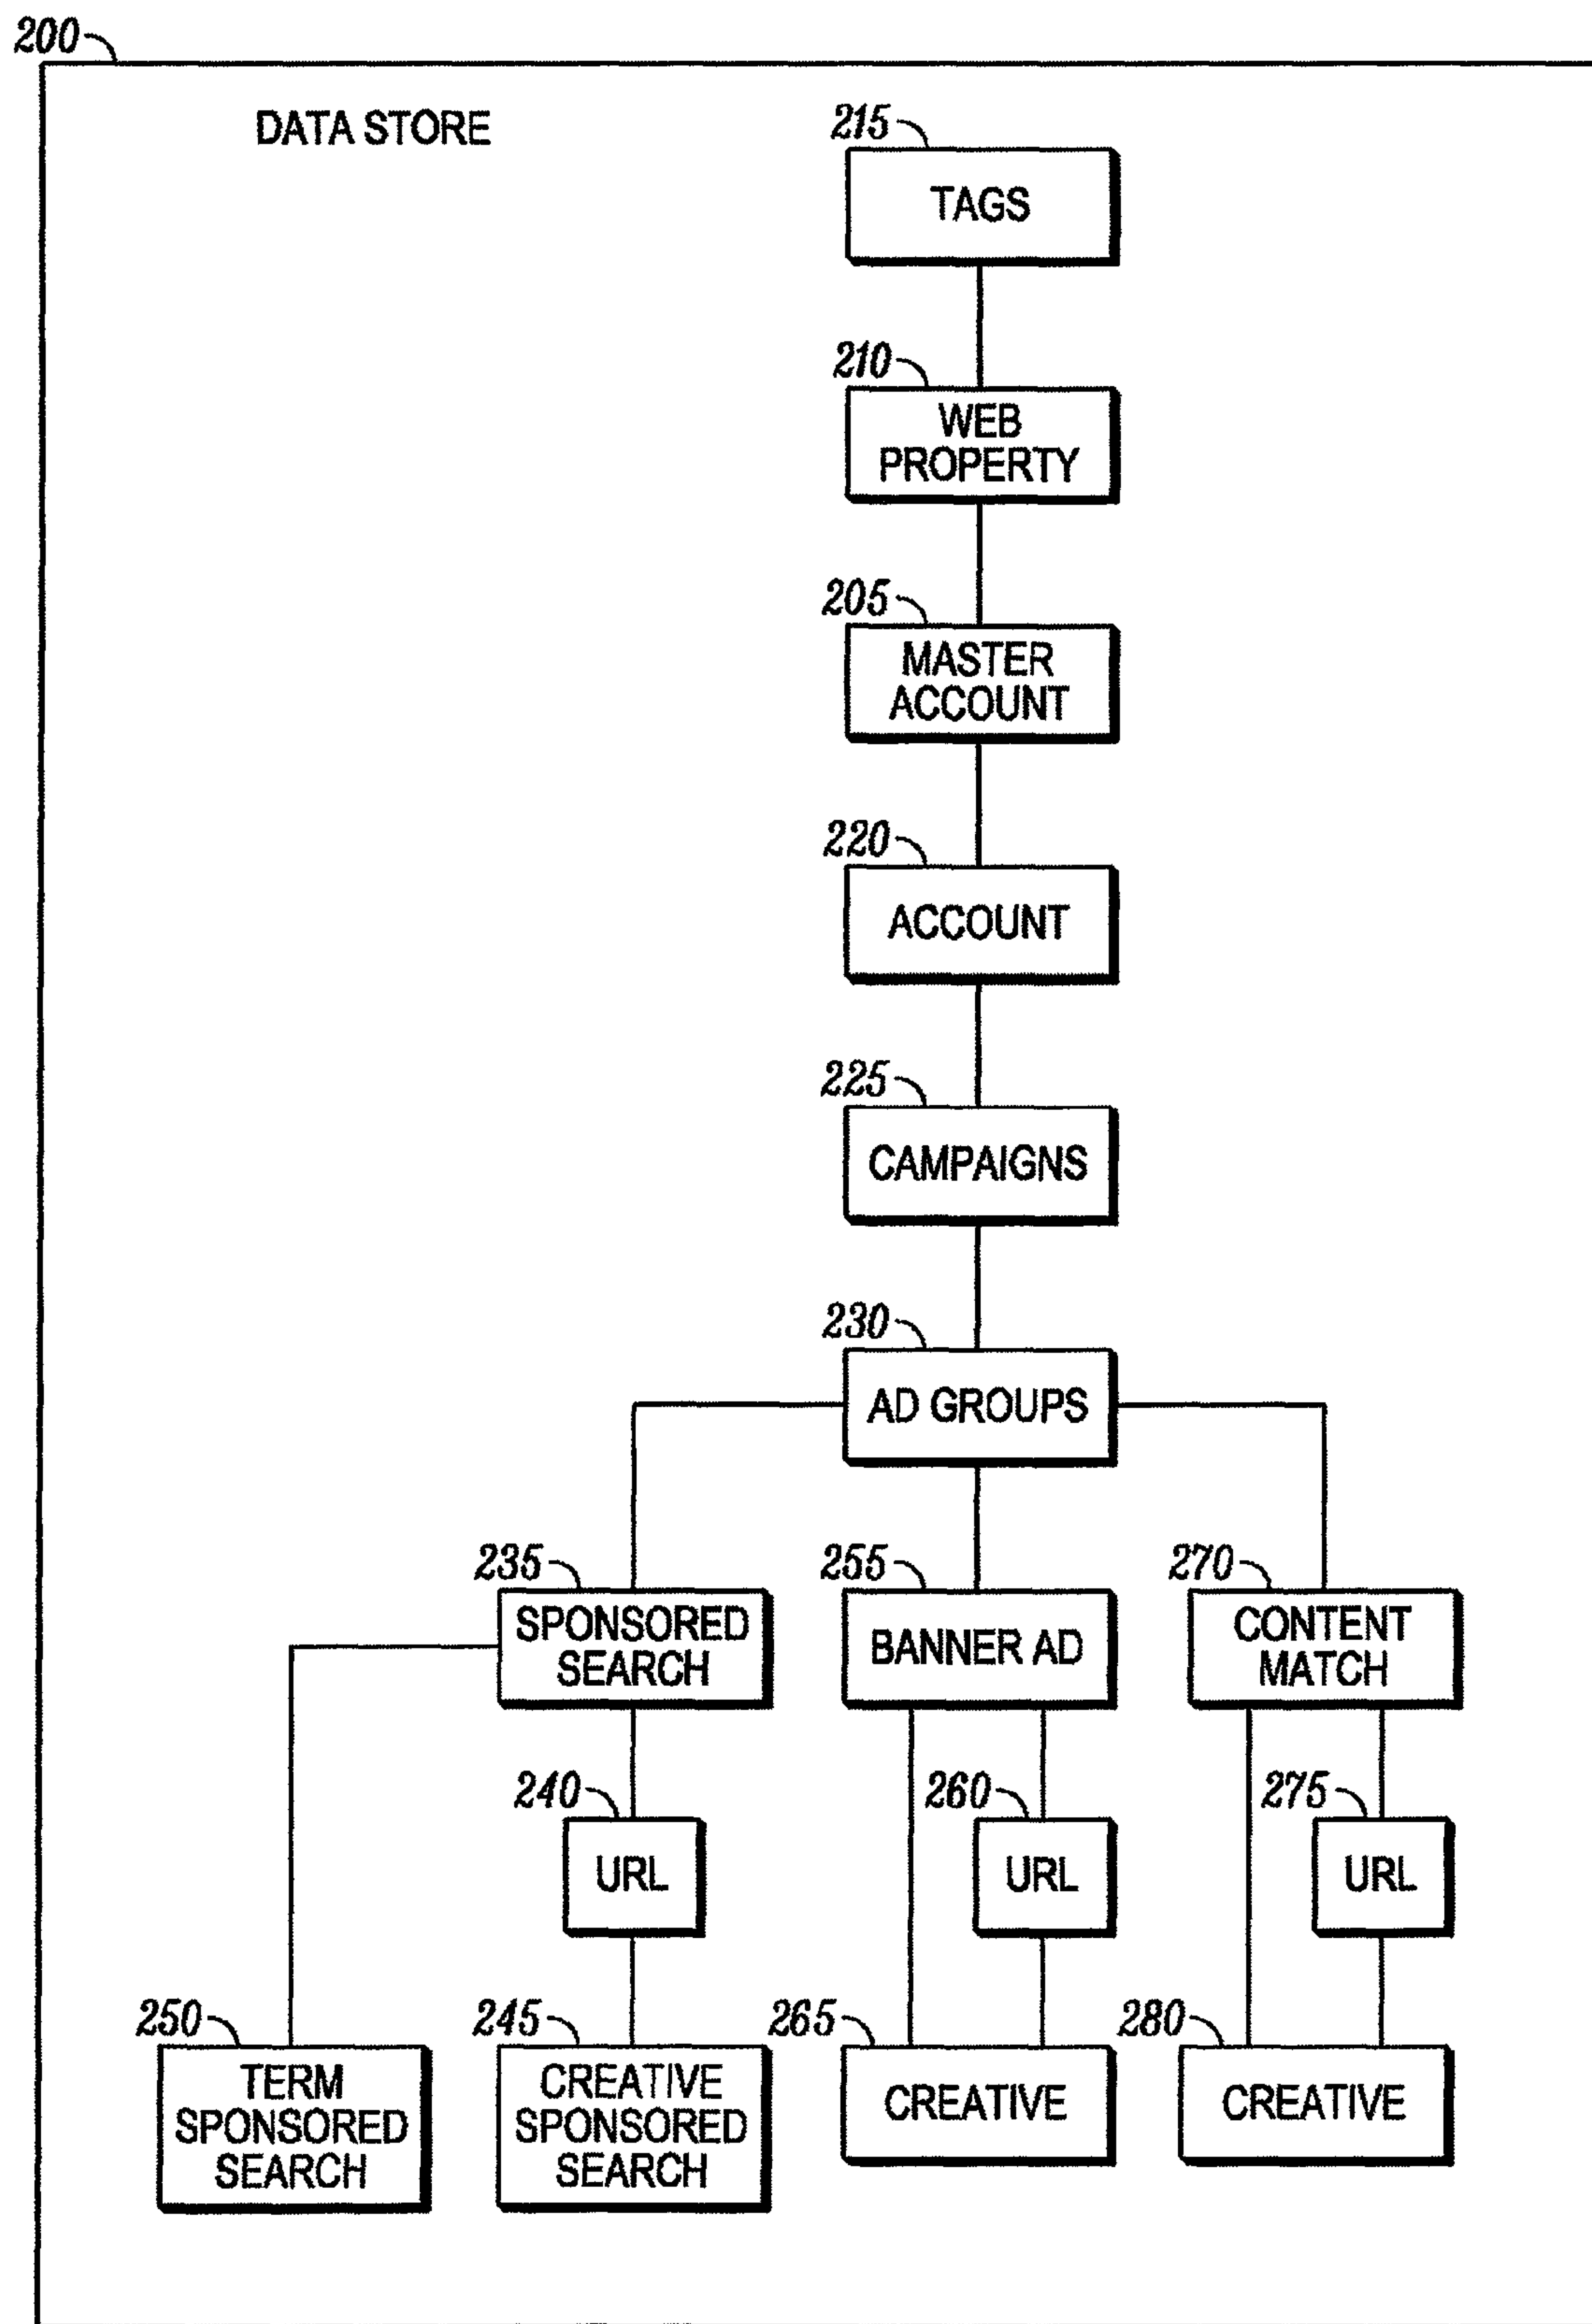 200
DATA STORE
215
TAGS
210
WEB
PROPERTY
205
MASTER
ACCOUNT
220
ACCOUNT
225
CAMPAIGNS
230
AD GROUPS
235
SPONSORED
SEARCH
255
BANNER AD
270
CONTENT
MATCH
240
URL
260
URL
275
URL
250
TERM
SPONSORED
SEARCH
245
CREATIVE
SPONSORED
SEARCH
265
CREATIVE
280
CREATIVE